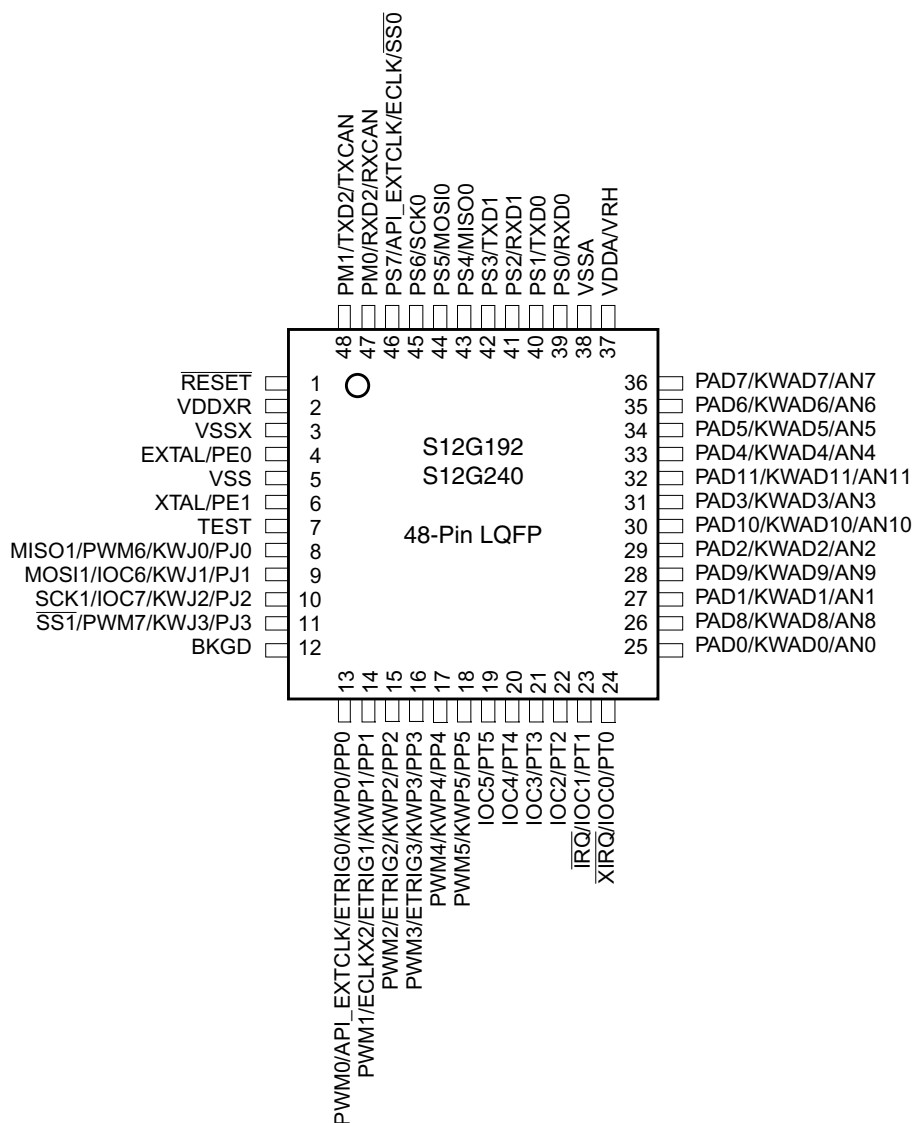 PM1/TXD2/TXCAN
PM0/RXD2/RXCAN
PS7/API_EXTCLK/ECLK/SS0
PS6/SCK0
PS5/MOSI0
PS4/MISO0
PS3/TXD1
PS2/RXD1
PS1/TXD0
PS0/RXD0
VSSA
VDDA/VRH
48
47
46
45
44
43
42
41
40
39
38
37
RESET 1
VDDXR 2
VSSX 3
EXTAL/PE0 4
VSS 5
XTAL/PE1 6
TEST 7
MISO1/PWM6/KWJ0/PJ0 8
MOSI1/IOC6/KWJ1/PJ1 9
SCK1/IOC7/KWJ2/PJ2 10
SS1/PWM7/KWJ3/PJ3 11
BKGD 12
S12G192
S12G240
48-Pin LQFP
36 PAD7/KWAD7/AN7
35 PAD6/KWAD6/AN6
34 PAD5/KWAD5/AN5
33 PAD4/KWAD4/AN4
32 PAD11/KWAD11/AN11
31 PAD3/KWAD3/AN3
30 PAD10/KWAD10/AN10
29 PAD2/KWAD2/AN2
28 PAD9/KWAD9/AN9
27 PAD1/KWAD1/AN1
26 PAD8/KWAD8/AN8
25 PAD0/KWAD0/AN0
13
14
15
16
17
18
19
20
21
22
23
24
PWM0/API_EXTCLK/ETRIG0/KWP0/PP0
PWM1/ECLKX2/ETRIG1/KWP1/PP1
PWM2/ETRIG2/KWP2/PP2
PWM3/ETRIG3/KWP3/PP3
PWM4/KWP4/PP4
PWM5/KWP5/PP5
IOC5/PT5
IOC4/PT4
IOC3/PT3
IOC2/PT2
IRQ/IOC1/PT1
XIRQ/IOC0/PT0